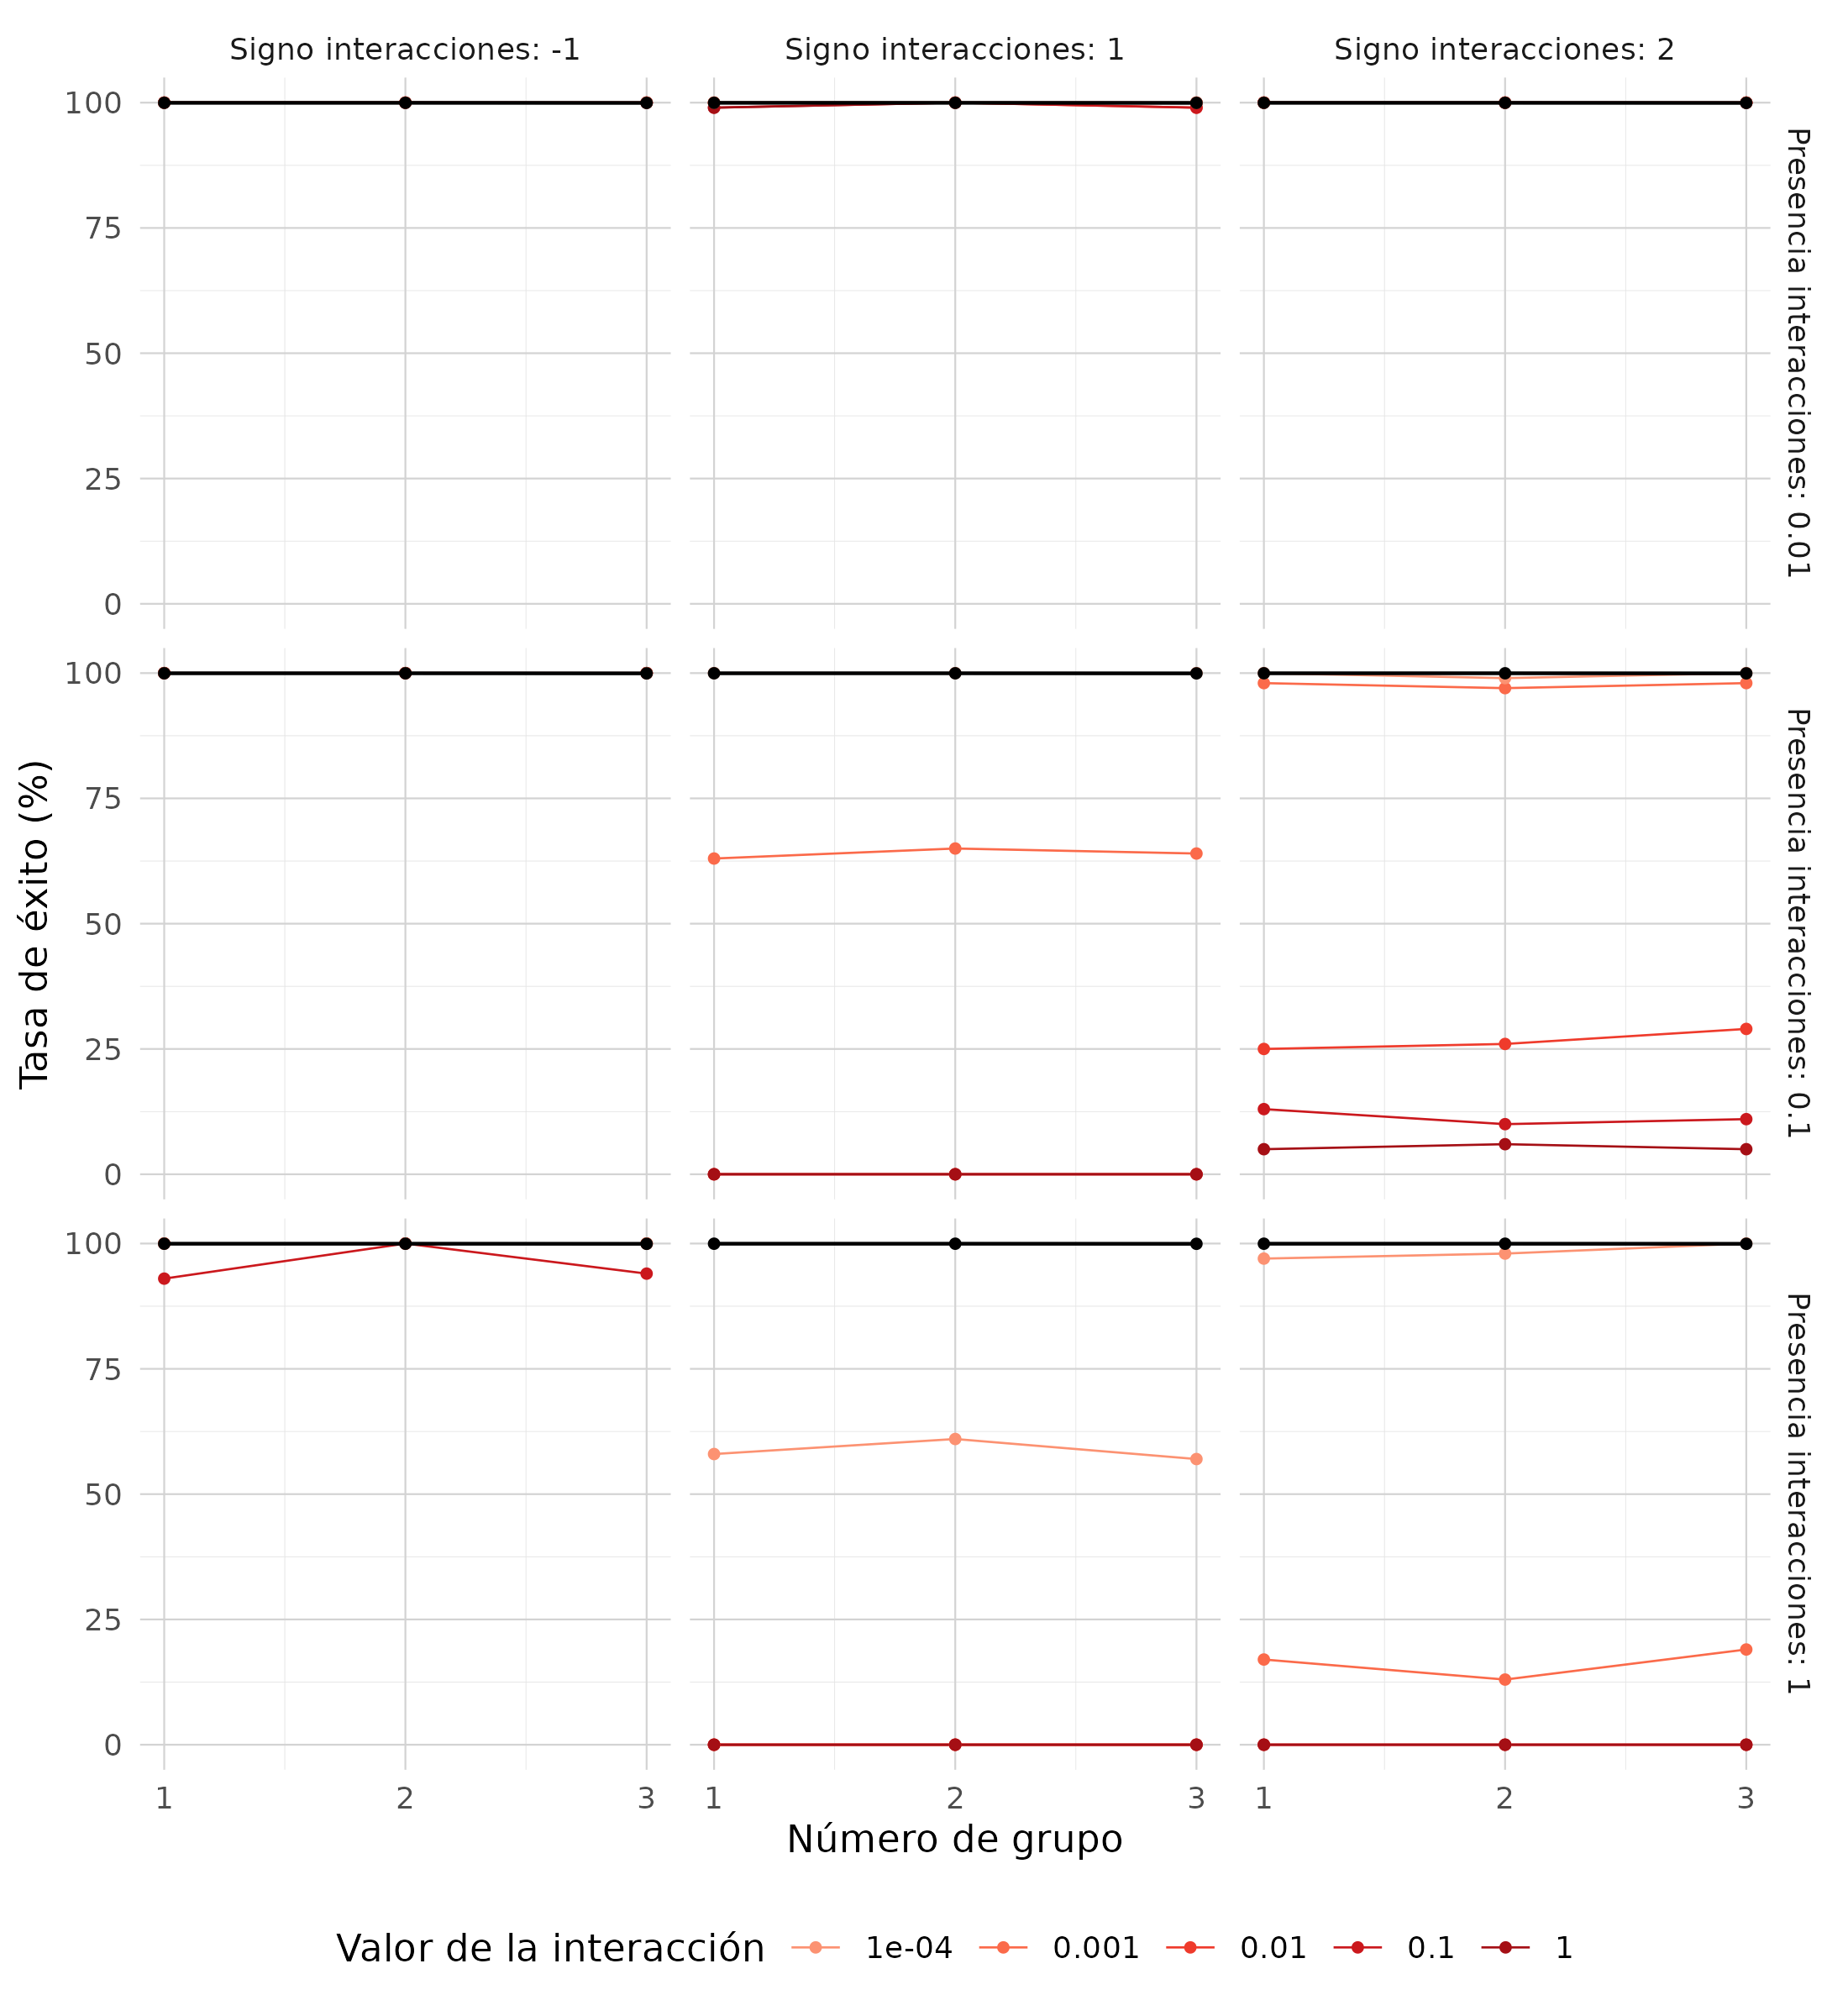 Signo interacciones: -1
Signo interacciones: 1
Signo interacciones: 2
100
75
50
25
0
Presencia interacciones: 0.01
100
75
50
25
0
Presencia interacciones: 0.1
100
75
50
25
0
Presencia interacciones: 1
Tasa de éxito (%)
1 2 3 1 2 3 1 2 3
Número de grupo
Valor de la interacción 1e-04 0.001 0.01 0.1 1